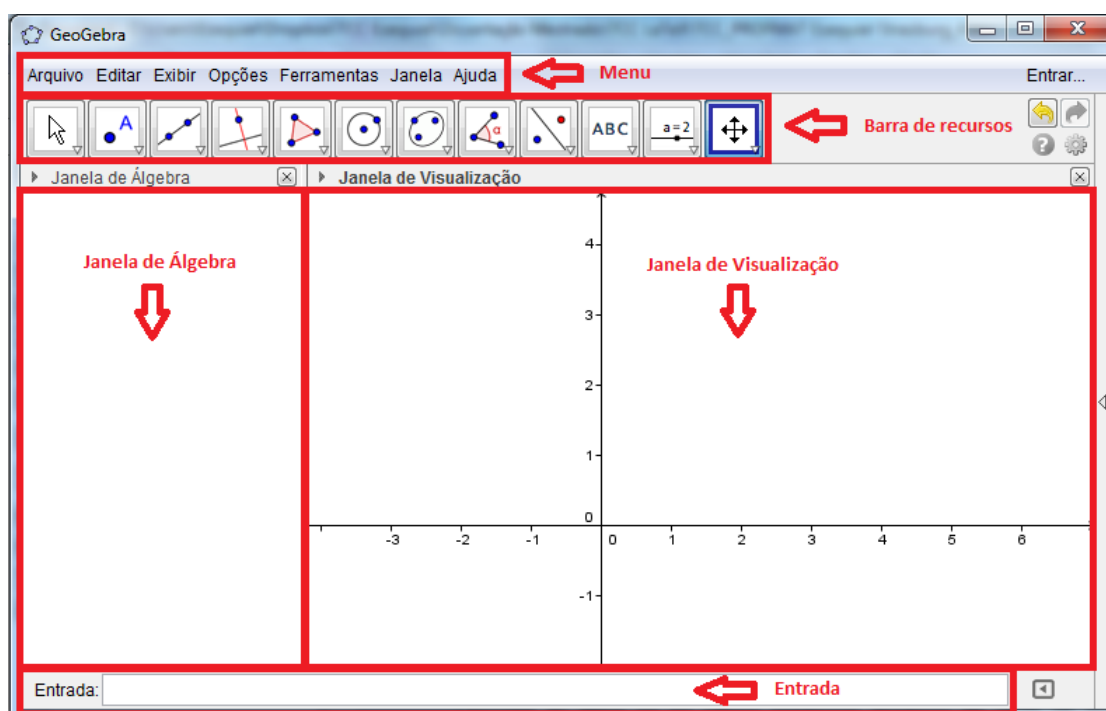 GeoGebra
Arquivo Editar Exibir Opções Ferramentas Janela Ajuda
Menu
Entrar...
A
α
ABC
a=2
Barra de recursos
Janela de Álgebra
Janela de Visualização
Janela de Álgebra
Janela de Visualização
4
3
2
1
0
-3 -2 -1 0 1 2 3 4 5 6
-1
Entrada:
Entrada